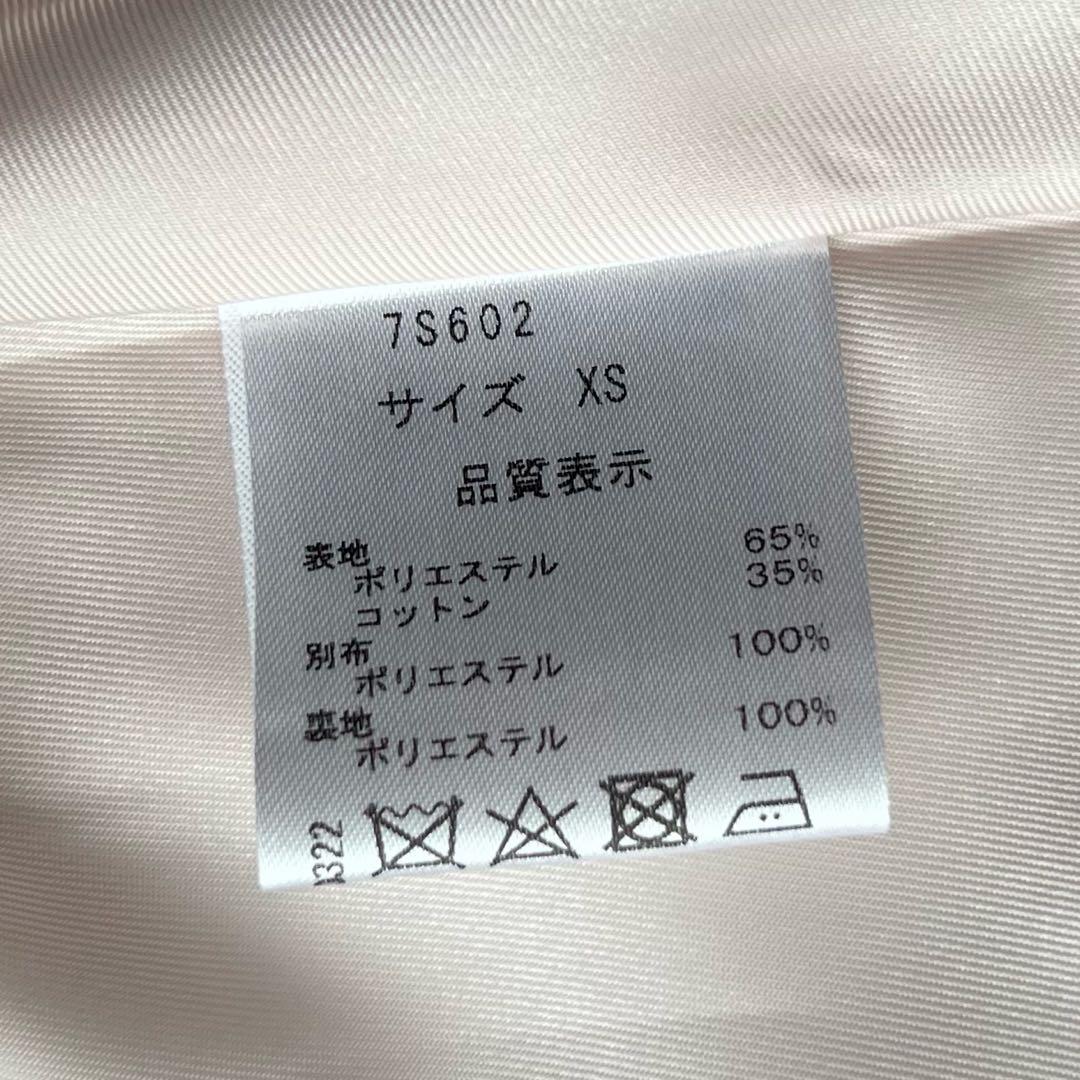 7S602
サイズ XS
品質表示
表地
ポリエステル 65%
コットン 35%
別布
ポリエステル 100%
裏地
ポリエステル 100%